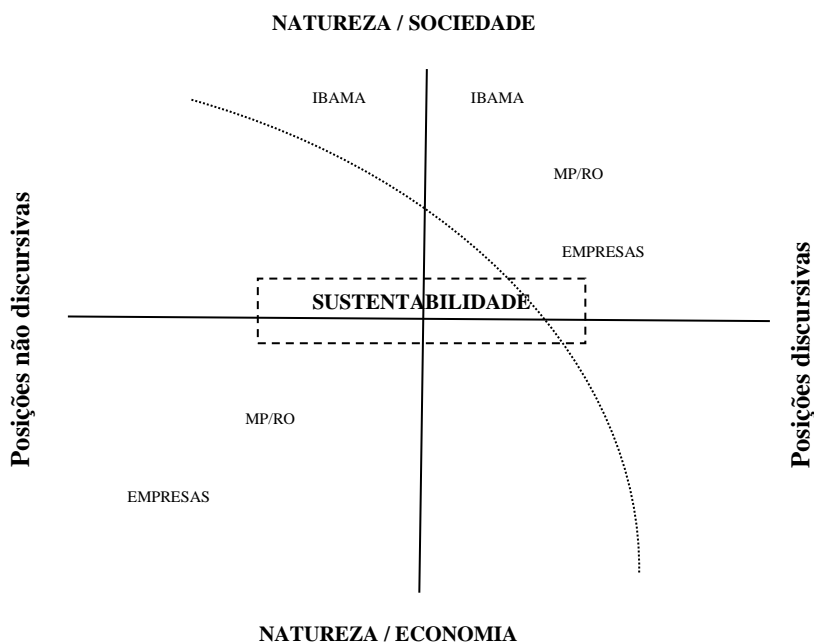 NATUREZA / SOCIEDADE
IBAMA
IBAMA
MP/RO
EMPRESAS
Posições não discursivas
SUSTENTABILIDADE
Posições discursivas
MP/RO
EMPRESAS
NATUREZA / ECONOMIA